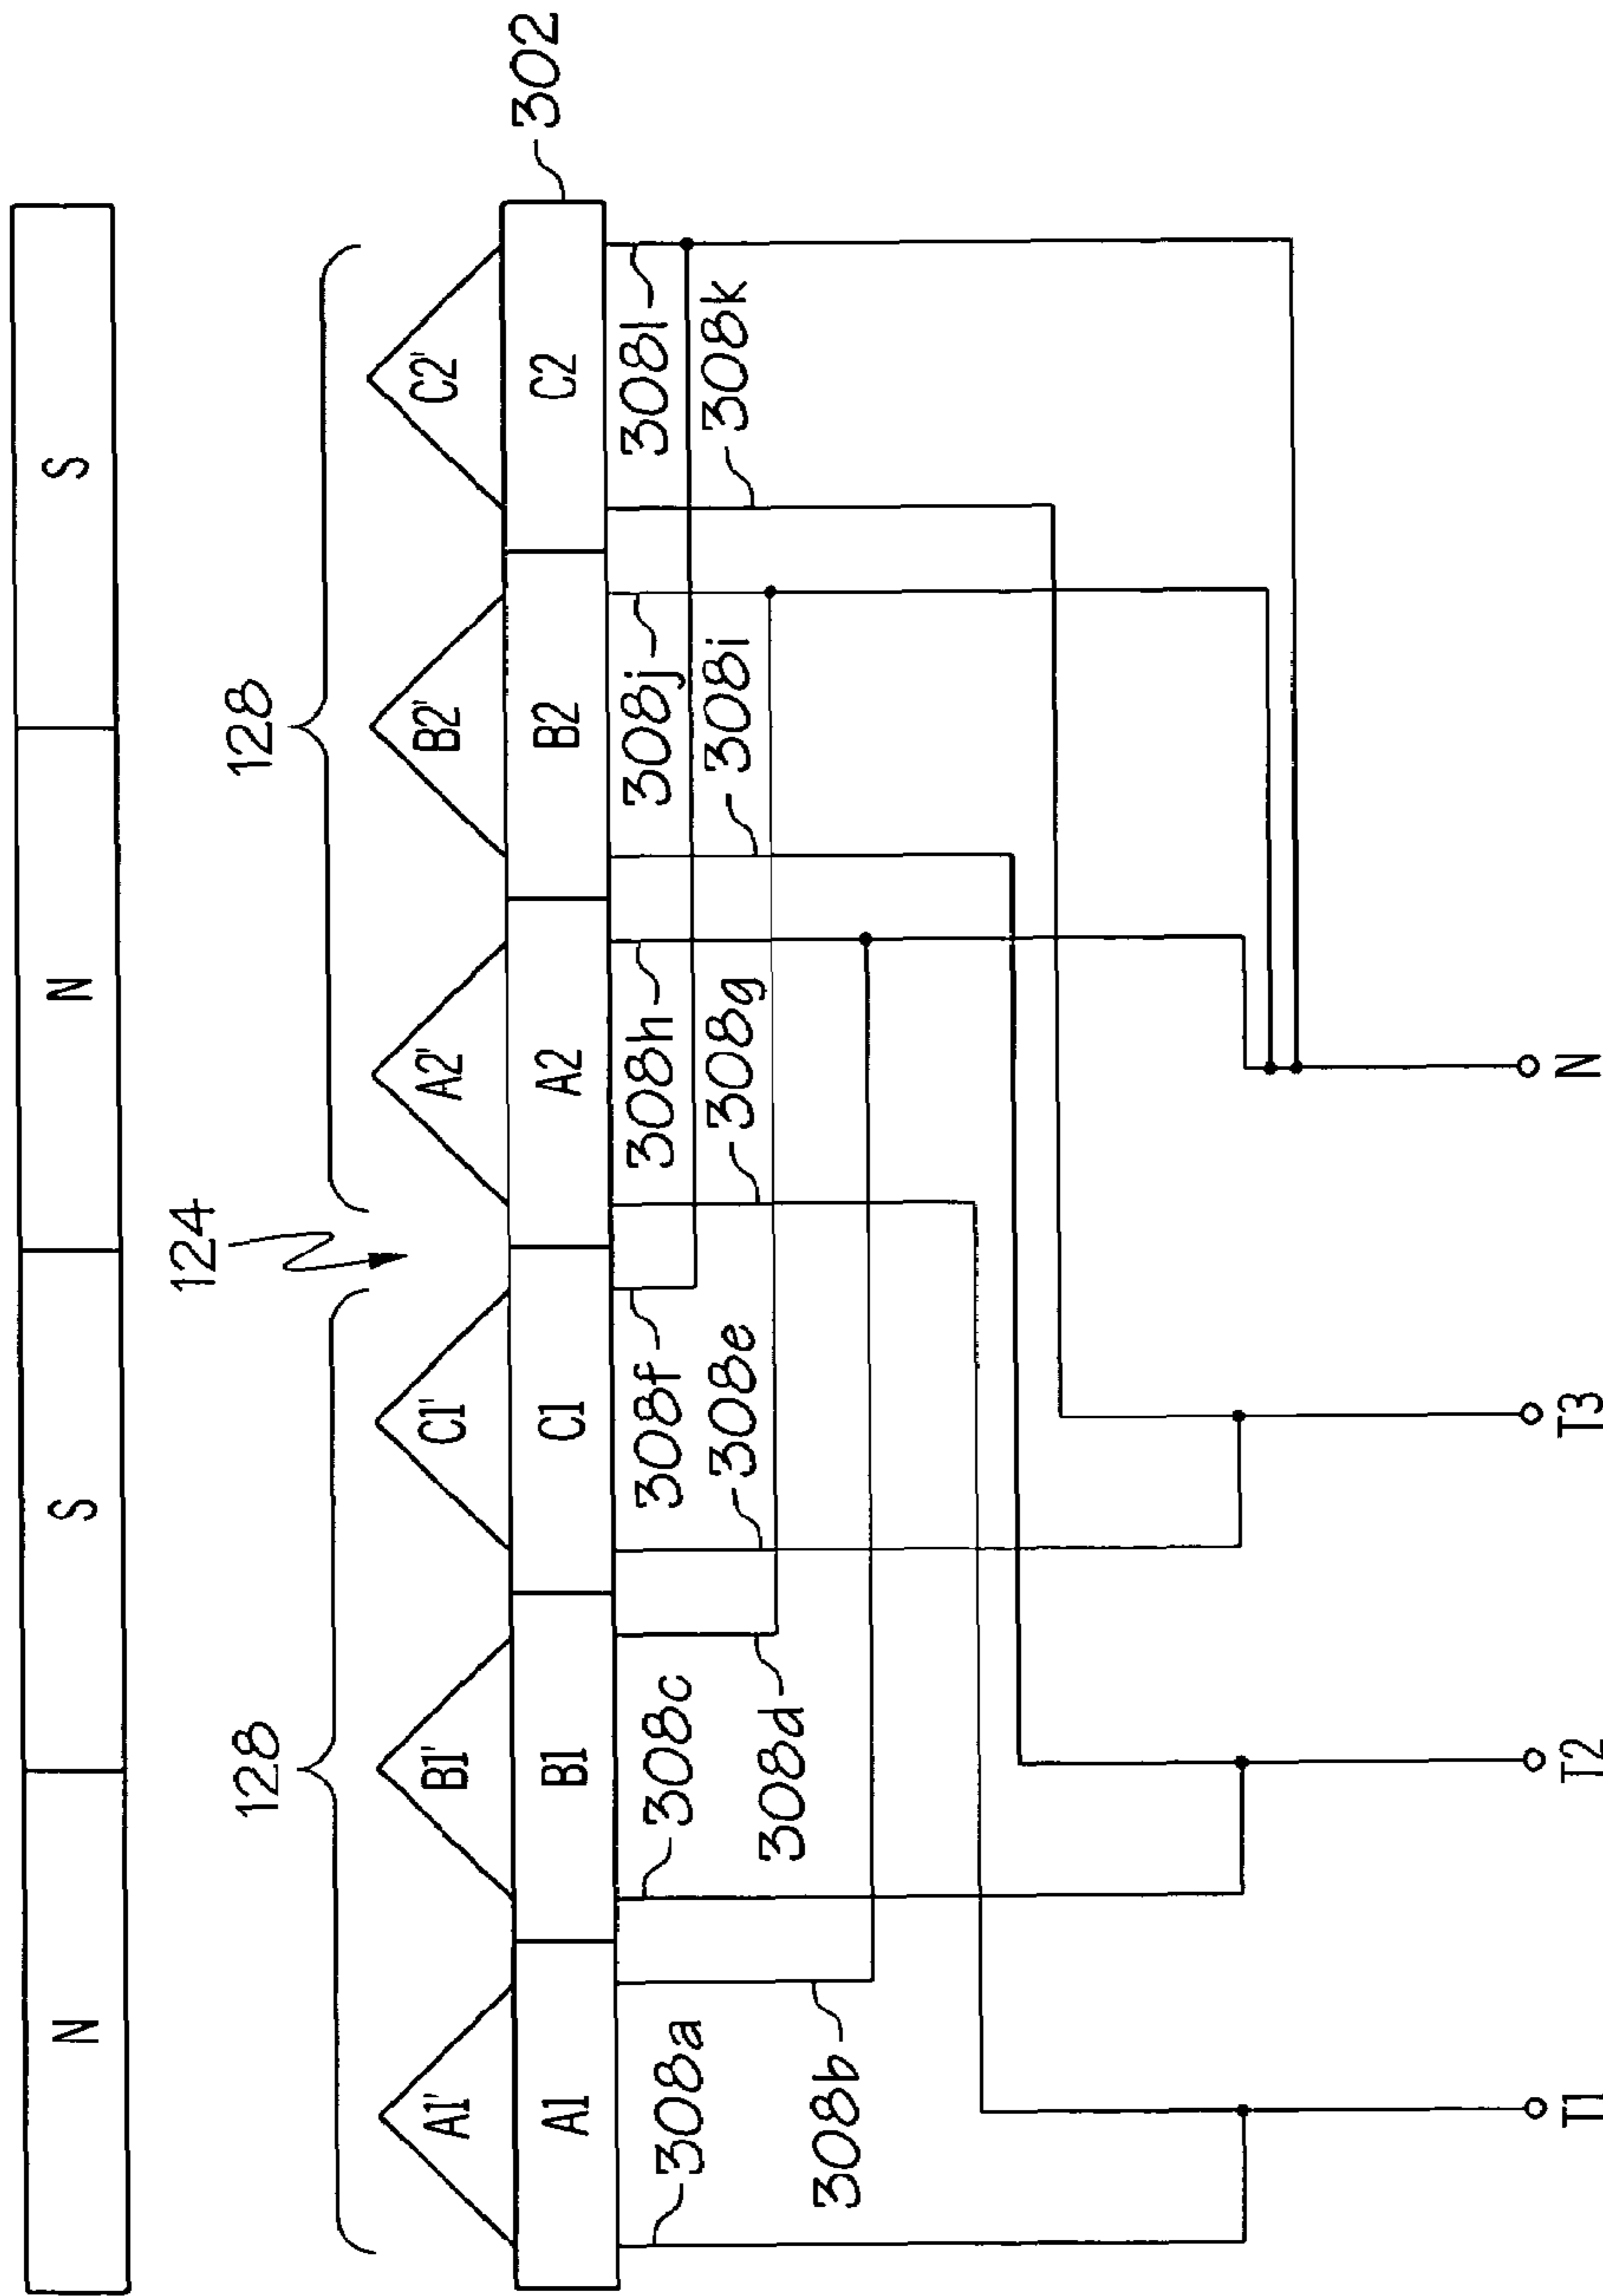 N S N S
128 124 128
A1' B1' C1' A2' B2' C2'
A1 B1 C1 A2 B2 C2
302
308a 308c 308f 308h 308j 308l
308b 308d 308e 308g 308i 308k
T1 T2 T3 N